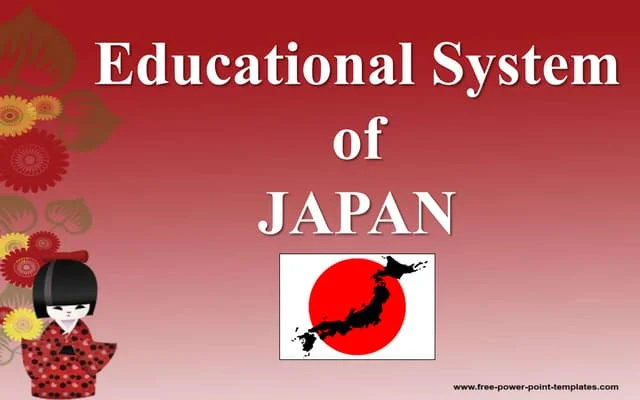 Educational System
of
JAPAN
www.free-power-point-templates.com